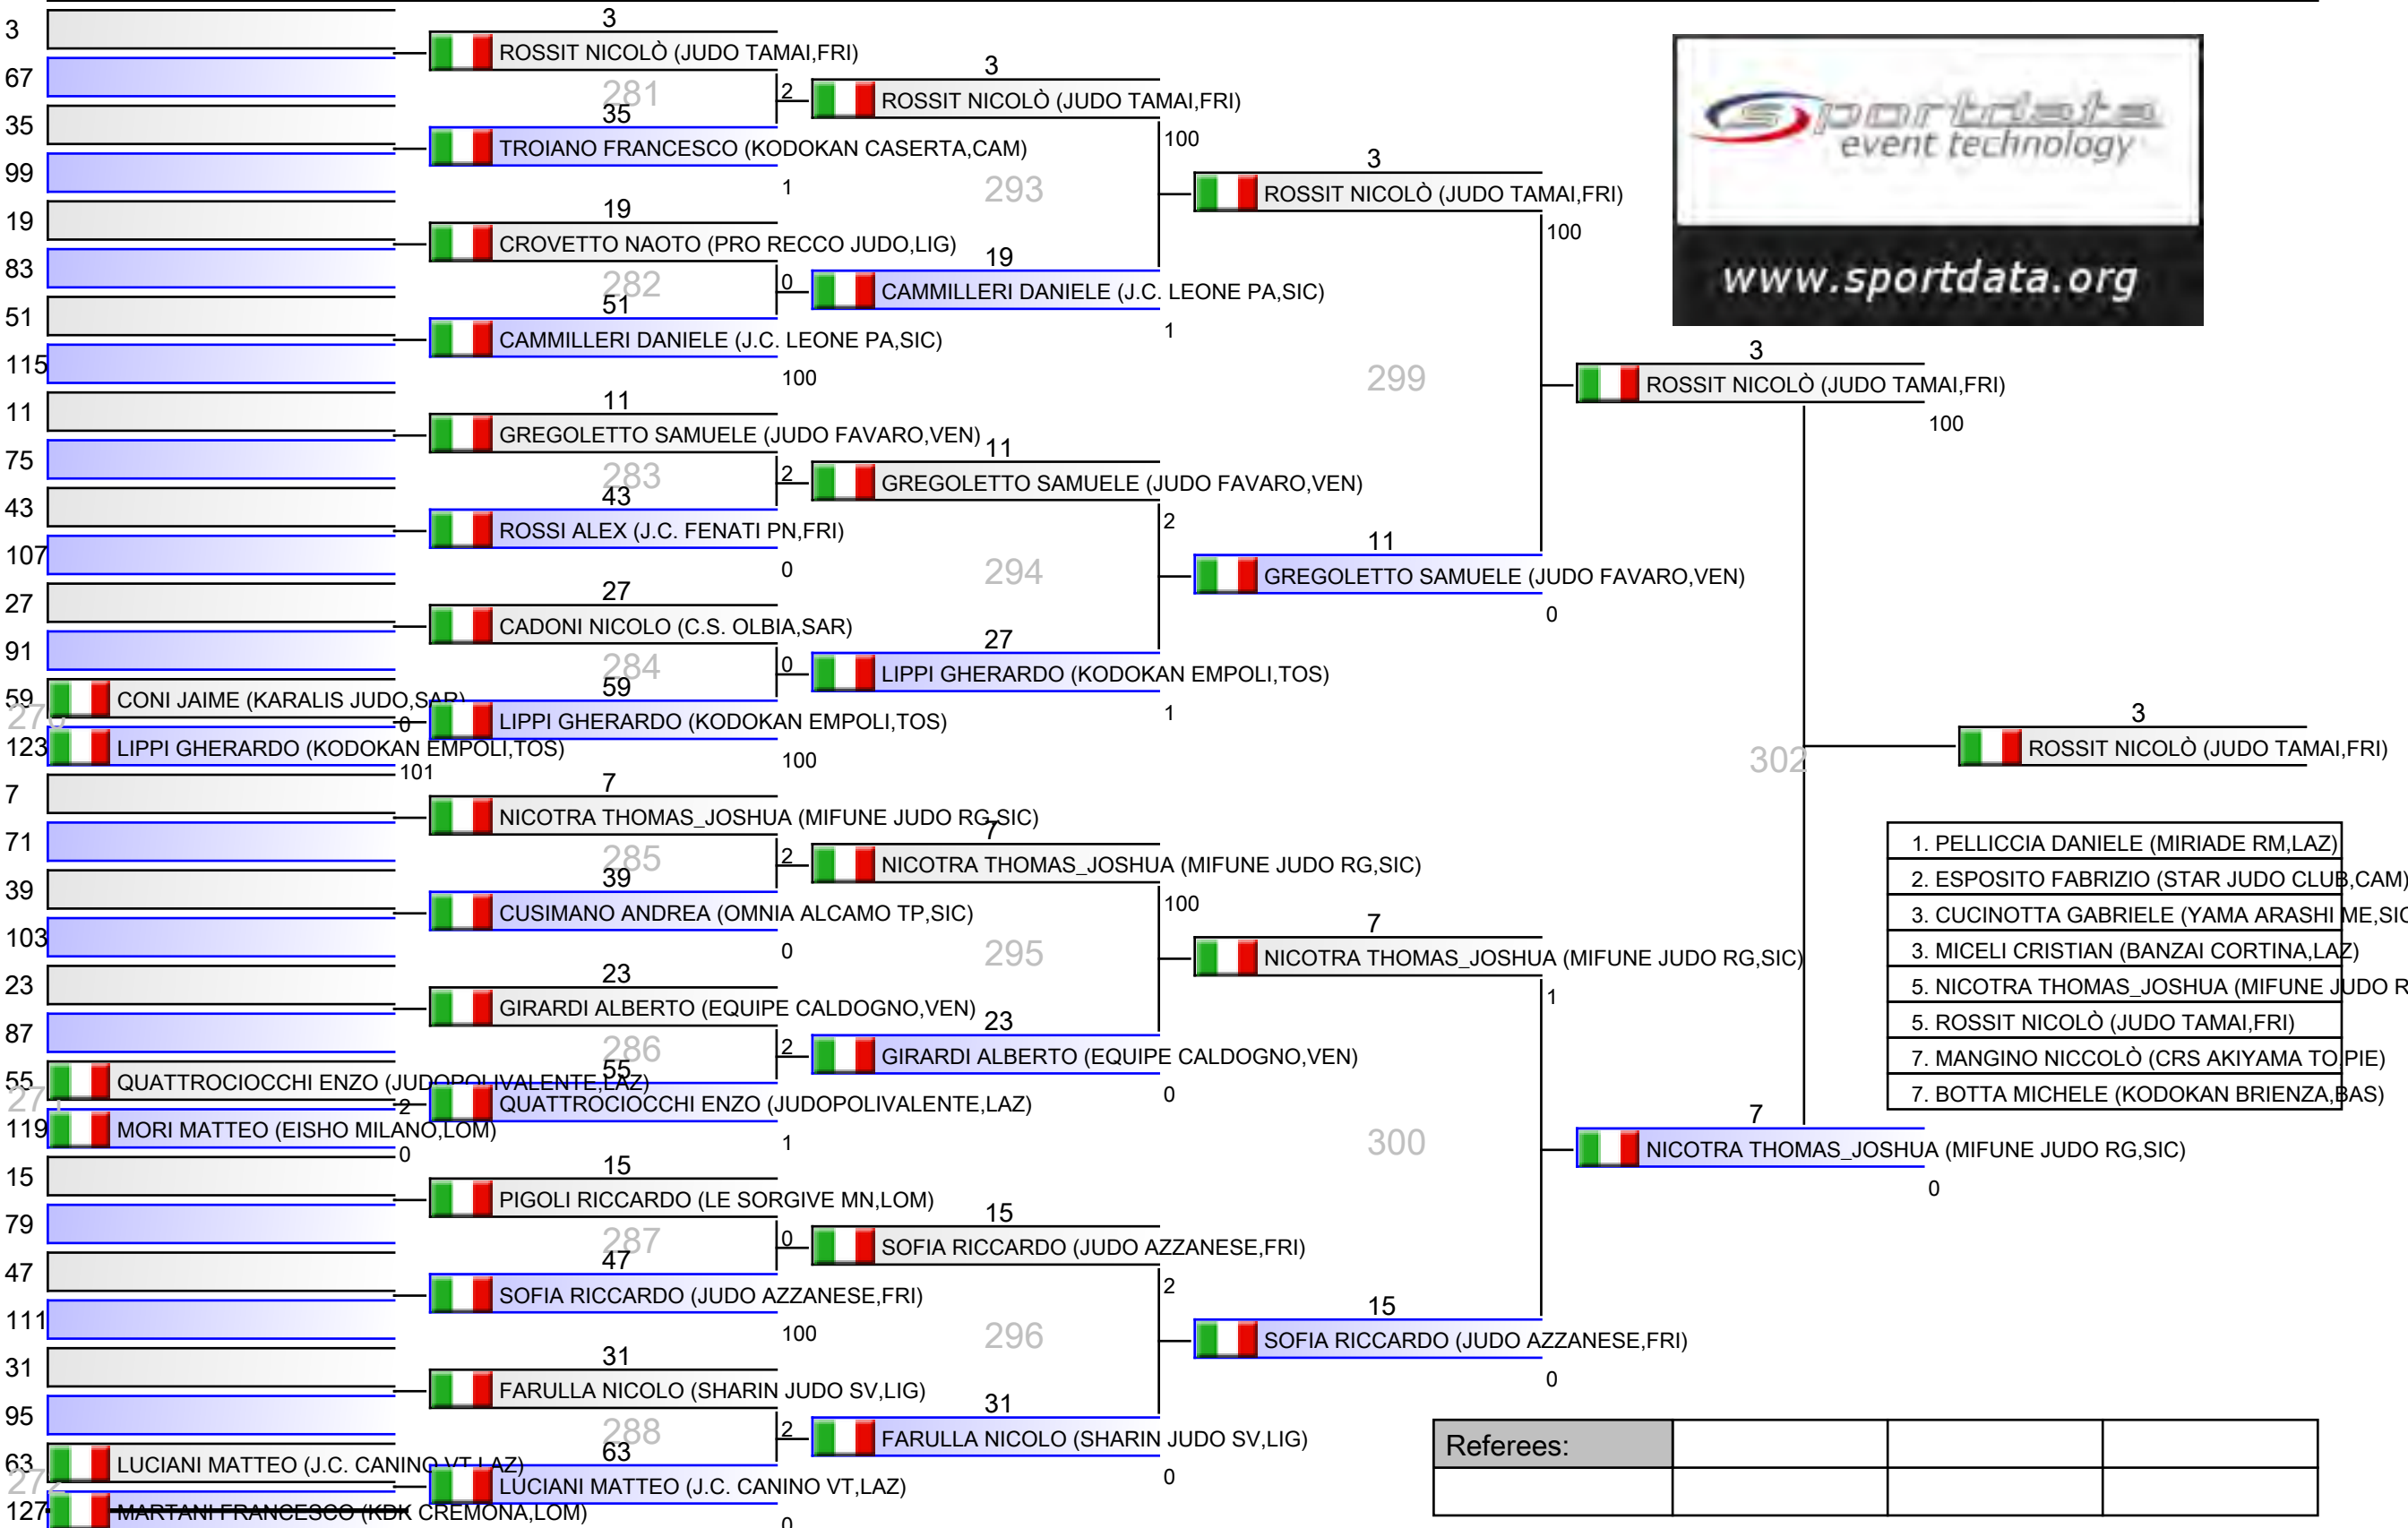 3
67
35
99
19
83
51
115
11
75
43
107
27
91
59
CONI JAIME (KARALIS JUDO,SAR)
0
123
LIPPI GHERARDO (KODOKAN EMPOLI,TOS)
101
7
71
39
103
23
87
55
QUATTROCIOCCHI ENZO (JUDOPOLIVALENTE,LAZ)
2
119
MORI MATTEO (EISHO MILANO,LOM)
0
15
79
47
111
31
95
63
LUCIANI MATTEO (J.C. CANINO VT,LAZ)
127
MARTANI FRANCESCO (KDK CREMONA,LOM)
3
ROSSIT NICOLÒ (JUDO TAMAI,FRI)
281
2
35
TROIANO FRANCESCO (KODOKAN CASERTA,CAM)
1
19
CROVETTO NAOTO (PRO RECCO JUDO,LIG)
282
0
51
CAMMILLERI DANIELE (J.C. LEONE PA,SIC)
100
11
GREGOLETTO SAMUELE (JUDO FAVARO,VEN)
283
2
43
ROSSI ALEX (J.C. FENATI PN,FRI)
0
27
CADONI NICOLO (C.S. OLBIA,SAR)
284
0
59
LIPPI GHERARDO (KODOKAN EMPOLI,TOS)
100
7
NICOTRA THOMAS_JOSHUA (MIFUNE JUDO RG,SIC)
285
2
39
CUSIMANO ANDREA (OMNIA ALCAMO TP,SIC)
0
23
GIRARDI ALBERTO (EQUIPE CALDOGNO,VEN)
286
2
55
QUATTROCIOCCHI ENZO (JUDOPOLIVALENTE,LAZ)
1
15
PIGOLI RICCARDO (LE SORGIVE MN,LOM)
287
0
47
SOFIA RICCARDO (JUDO AZZANESE,FRI)
100
31
FARULLA NICOLO (SHARIN JUDO SV,LIG)
288
2
63
LUCIANI MATTEO (J.C. CANINO VT,LAZ)
0
3
ROSSIT NICOLÒ (JUDO TAMAI,FRI)
100
293
19
CAMMILLERI DANIELE (J.C. LEONE PA,SIC)
1
11
GREGOLETTO SAMUELE (JUDO FAVARO,VEN)
2
294
27
LIPPI GHERARDO (KODOKAN EMPOLI,TOS)
1
7
NICOTRA THOMAS_JOSHUA (MIFUNE JUDO RG,SIC)
100
295
23
GIRARDI ALBERTO (EQUIPE CALDOGNO,VEN)
0
15
SOFIA RICCARDO (JUDO AZZANESE,FRI)
2
296
31
FARULLA NICOLO (SHARIN JUDO SV,LIG)
0
3
ROSSIT NICOLÒ (JUDO TAMAI,FRI)
100
299
11
GREGOLETTO SAMUELE (JUDO FAVARO,VEN)
0
7
NICOTRA THOMAS_JOSHUA (MIFUNE JUDO RG,SIC)
1
300
15
SOFIA RICCARDO (JUDO AZZANESE,FRI)
0
sportdata
event technology
www.sportdata.org
3
ROSSIT NICOLÒ (JUDO TAMAI,FRI)
100
302
7
NICOTRA THOMAS_JOSHUA (MIFUNE JUDO RG,SIC)
0
3
ROSSIT NICOLÒ (JUDO TAMAI,FRI)
1. PELLICCIA DANIELE (MIRIADE RM,LAZ)
2. ESPOSITO FABRIZIO (STAR JUDO CLUB,CAM)
3. CUCINOTTA GABRIELE (YAMA ARASHI ME,SIC
3. MICELI CRISTIAN (BANZAI CORTINA,LAZ)
5. NICOTRA THOMAS_JOSHUA (MIFUNE JUDO R
5. ROSSIT NICOLÒ (JUDO TAMAI,FRI)
7. MANGINO NICCOLÒ (CRS AKIYAMA TO,PIE)
7. BOTTA MICHELE (KODOKAN BRIENZA,BAS)
Referees: